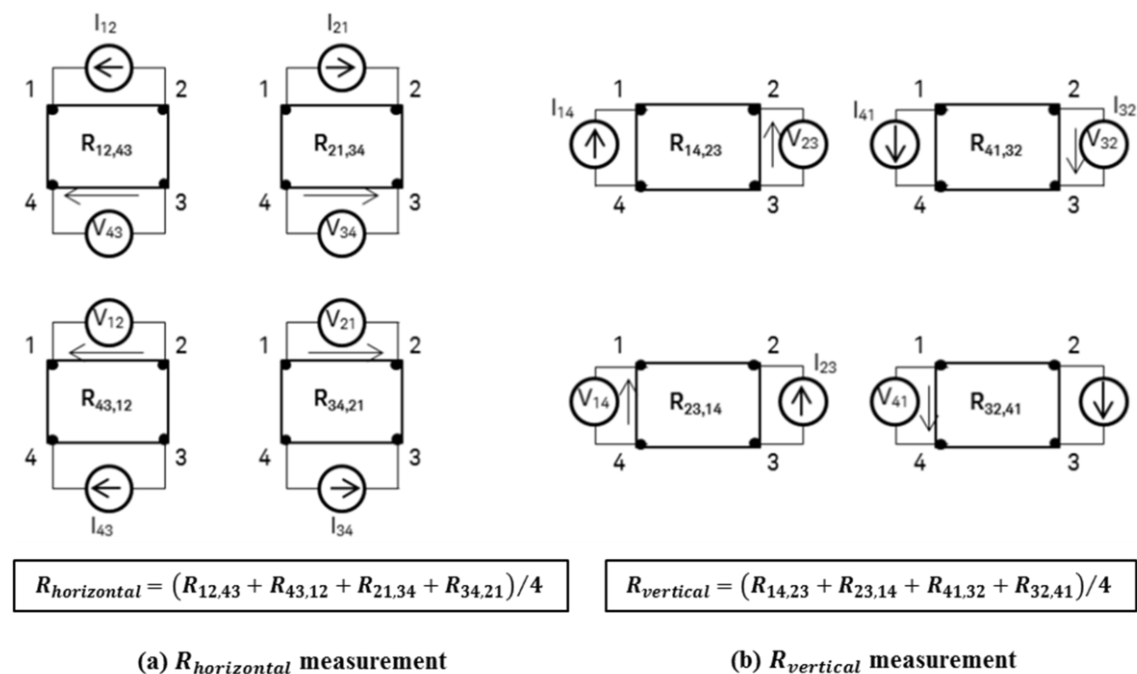 I12 I21
1 2 1 2
R12,43 R21,34
4 3 4 3
V43 V34
V12 V21
1 2 1 2
R43,12 R34,21
4 3 4 3
I43 I34
Rhorizontal = (R12,43 + R43,12 + R21,34 + R34,21)/4
(a) Rhorizontal measurement
1 2 1 2
I14 I41 I32
R14,23 V23 R41,32 V32
4 3 4 3
1 2 1 2
I23
V14 R23,14 V41 R32,41
4 3 4 3
Rvertical = (R14,23 + R23,14 + R41,32 + R32,41)/4
(b) Rvertical measurement